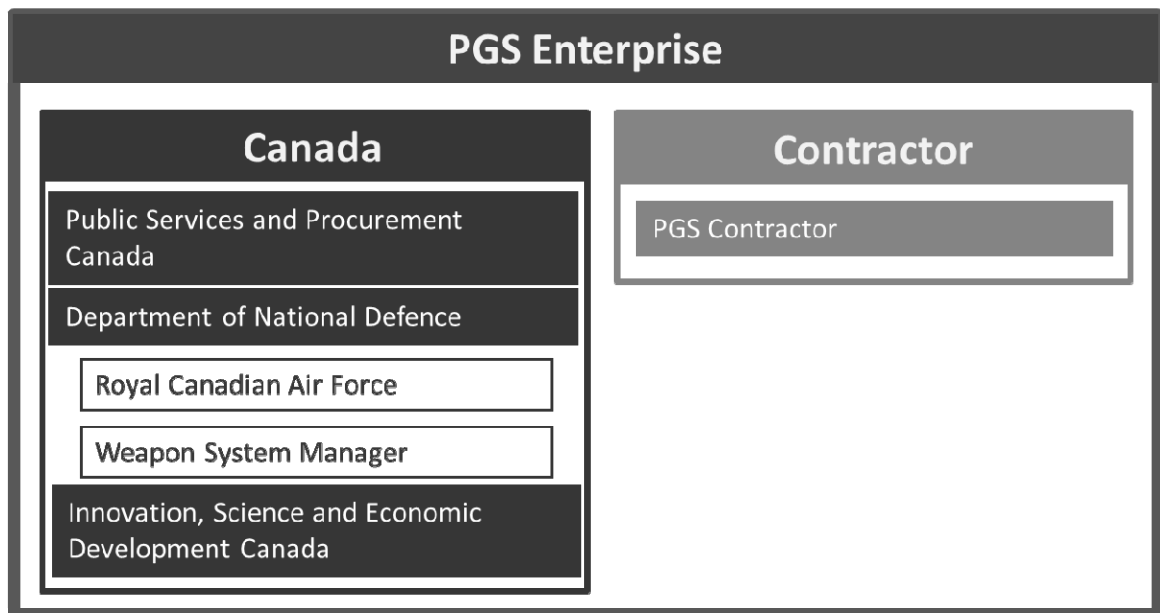 PGS Enterprise
Canada
Public Services and Procurement
Canada
Department of National Defence
Royal Canadian Air Force
Weapon System Manager
Innovation, Science and Economic
Development Canada
Contractor
PGS Contractor